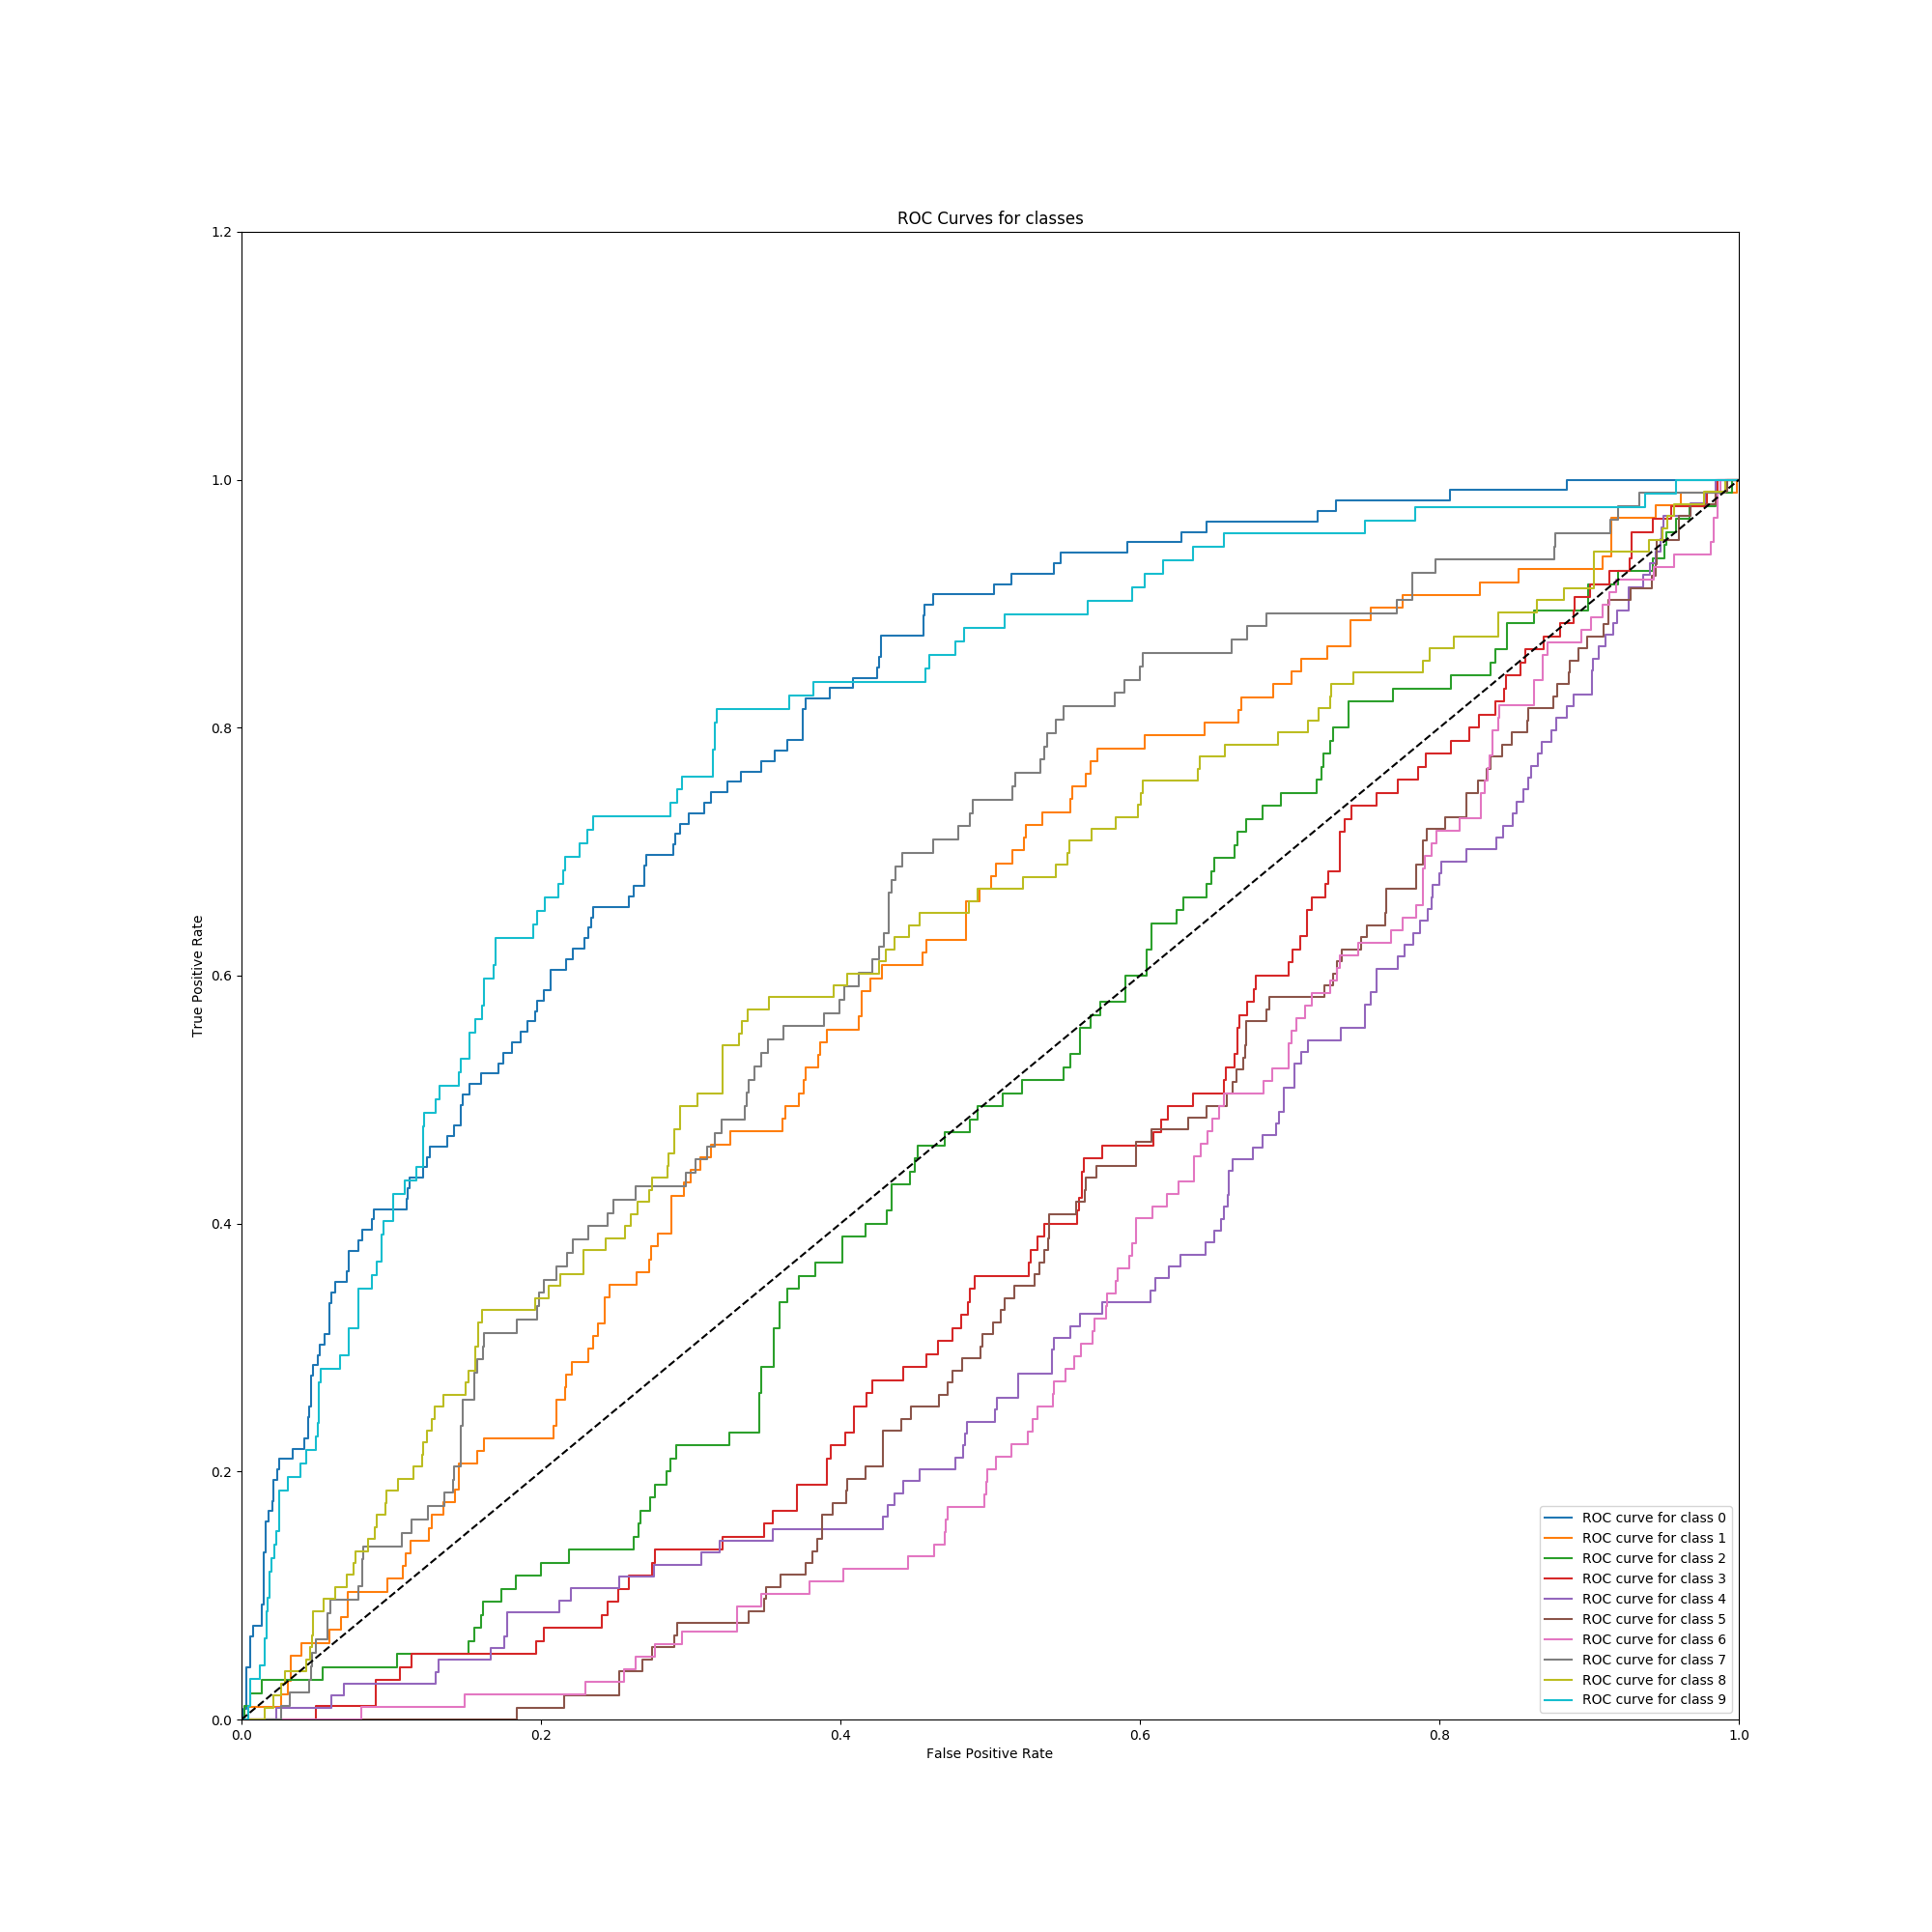 ROC Curves for classes
1.2
1.0
0.8
0.6
0.4
0.2
0.0
True Positive Rate
0.0 0.2 0.4 0.6 0.8 1.0
False Positive Rate
ROC curve for class 0
ROC curve for class 1
ROC curve for class 2
ROC curve for class 3
ROC curve for class 4
ROC curve for class 5
ROC curve for class 6
ROC curve for class 7
ROC curve for class 8
ROC curve for class 9